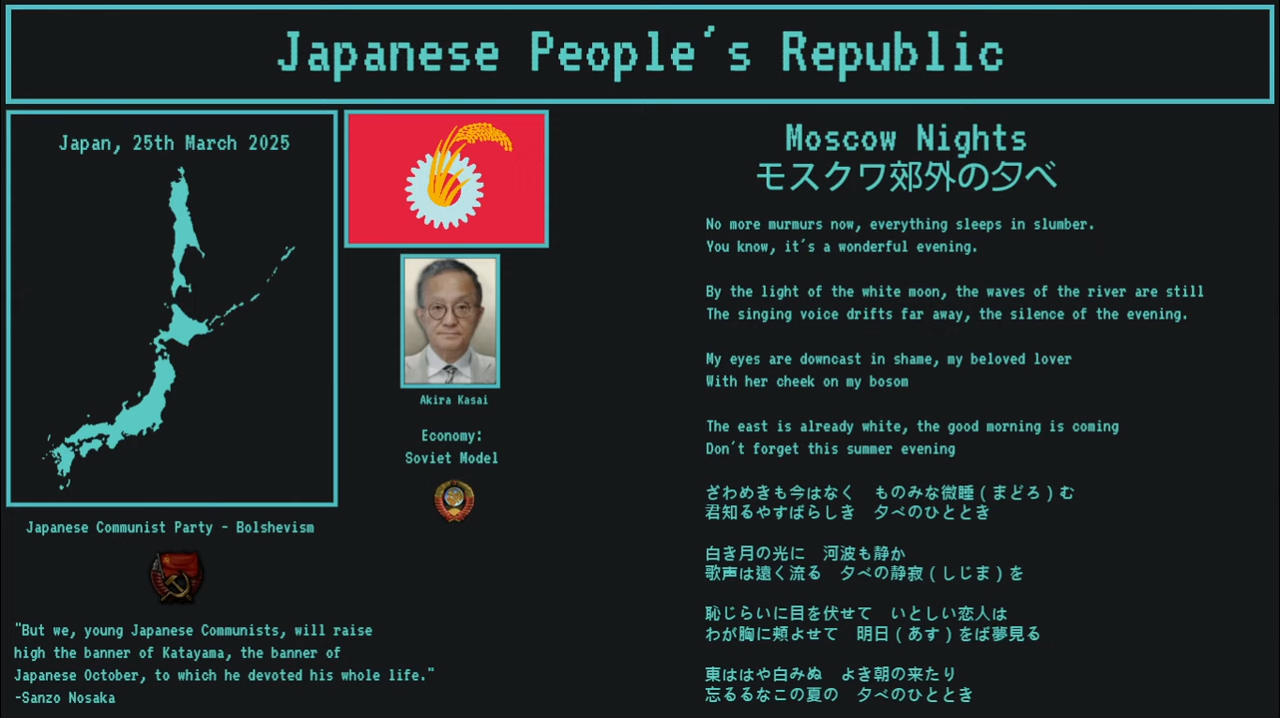 Japanese People's Republic
Japan, 25th March 2025
Akira Kasai
Economy:
Soviet Model
Japanese Communist Party - Bolshevism
"But we, young Japanese Communists, will raise
high the banner of Katayama, the banner of
Japanese October, to which he devoted his whole life."
-Sanzo Nosaka
Moscow Nights
モスクワ郊外の夕べ
No more murmurs now, everything sleeps in slumber.
You know, it's a wonderful evening.
By the light of the white moon, the waves of the river are still
The singing voice drifts far away, the silence of the evening.
My eyes are downcast in shame, my beloved lover
With her cheek on my bosom
The east is already white, the good morning is coming
Don't forget this summer evening
ざわめきも今はなく　ものみな微睡(まどろ)む
君知るやすばらしき　夕べのひととき
白き月の光に　河波も静か
歌声は遠く流る　夕べの静寂(しじま)を
恥じらいに目を伏せて　いとしい恋人は
わが胸に頬よせて　明日(あす)をば夢見る
東ははや白みぬ　よき朝の来たり
忘るるなこの夏の　夕べのひととき